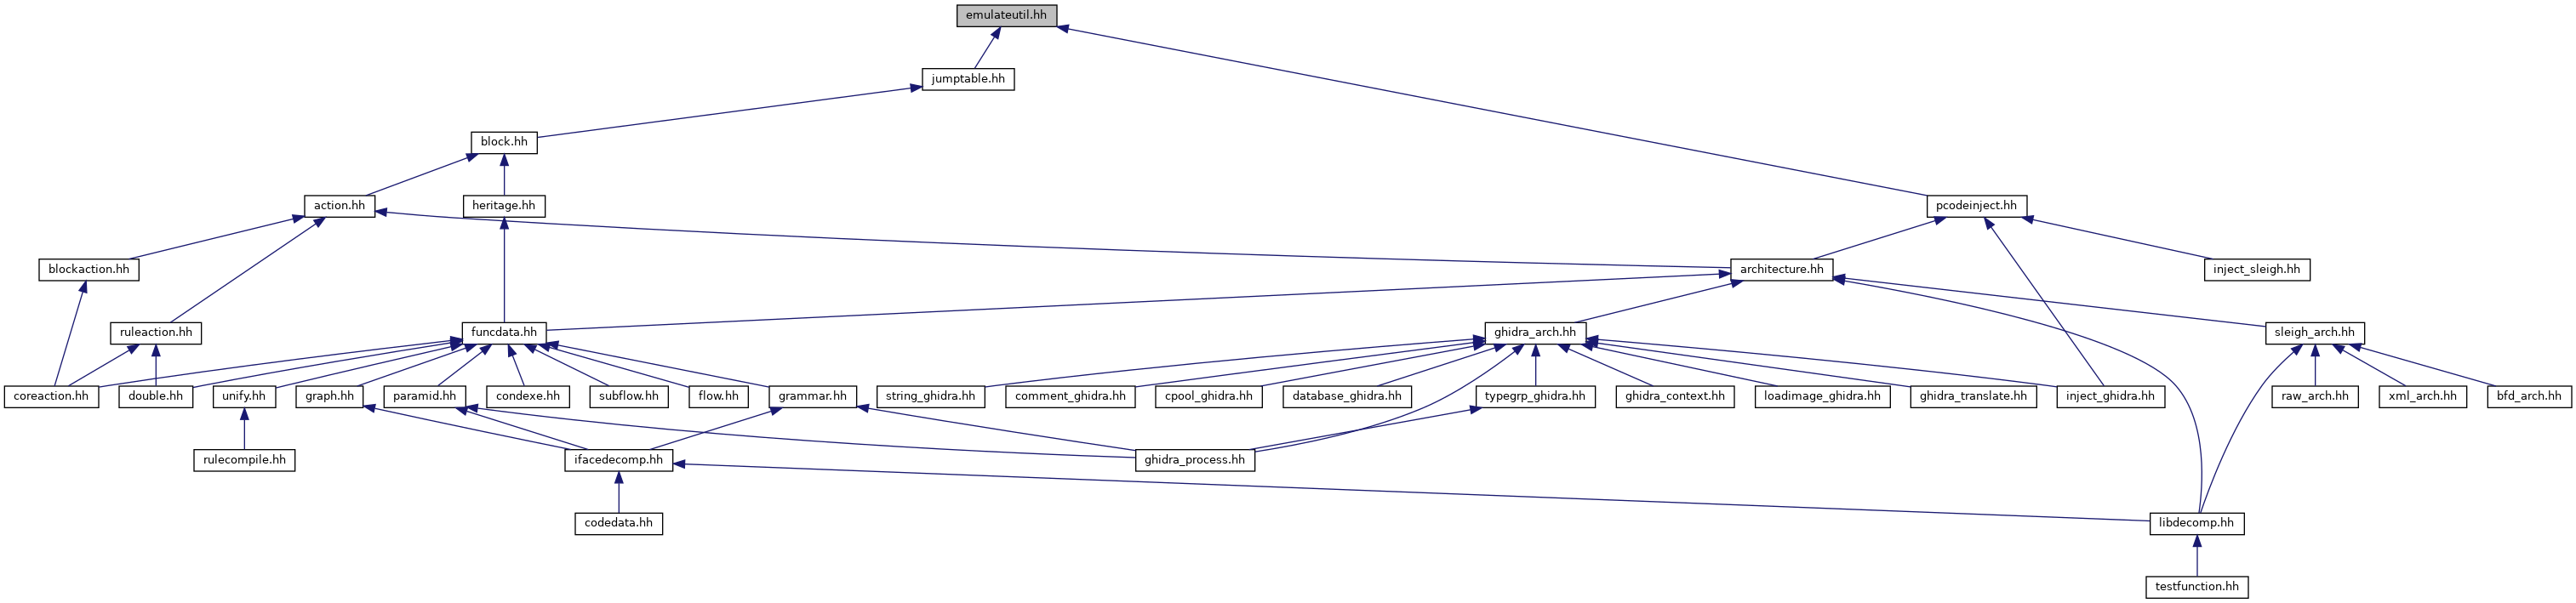 emulateutil.hh
jumptable.hh
block.hh
action.hh
heritage.hh
pcodeinject.hh
blockaction.hh
architecture.hh
inject_sleigh.hh
ruleaction.hh
funcdata.hh
ghidra_arch.hh
sleigh_arch.hh
coreaction.hh
double.hh
unify.hh
graph.hh
paramid.hh
condexe.hh
subflow.hh
flow.hh
grammar.hh
string_ghidra.hh
comment_ghidra.hh
cpool_ghidra.hh
database_ghidra.hh
typegrp_ghidra.hh
ghidra_context.hh
loadimage_ghidra.hh
ghidra_translate.hh
inject_ghidra.hh
raw_arch.hh
xml_arch.hh
bfd_arch.hh
rulecompile.hh
ifacedecomp.hh
ghidra_process.hh
codedata.hh
libdecomp.hh
testfunction.hh